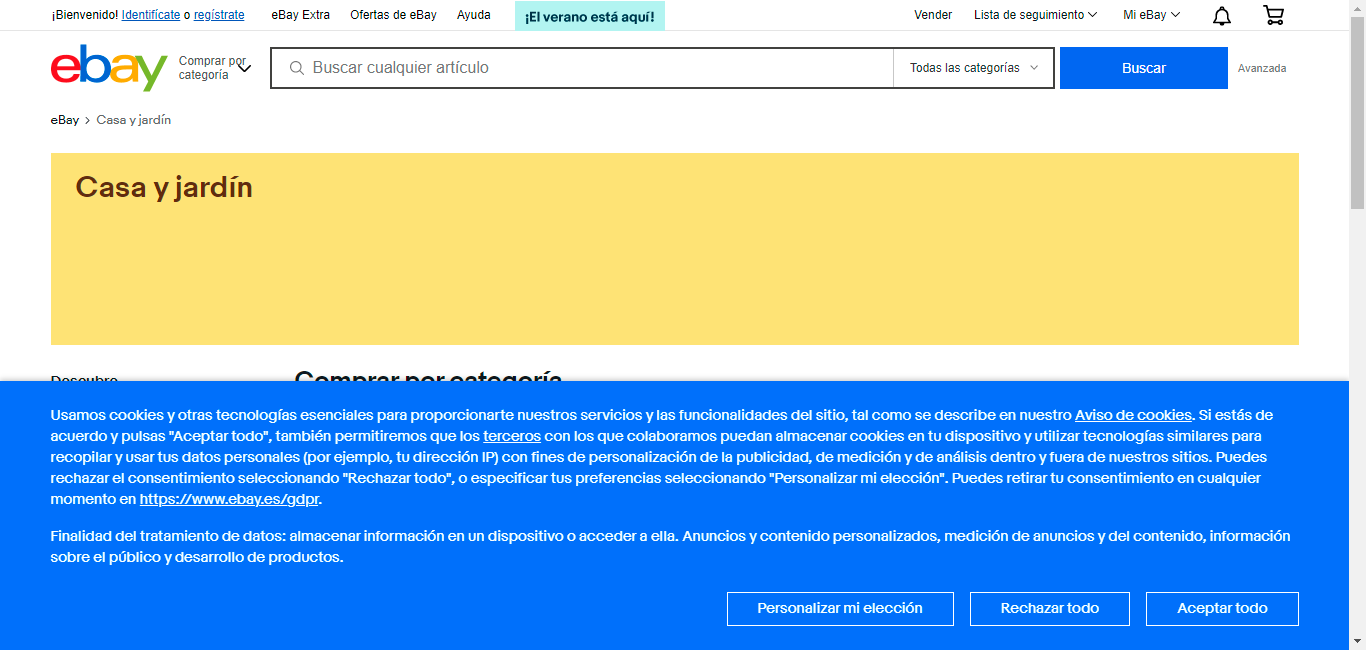 ¡Bienvenido! Identifícate o regístrate eBay Extra Ofertas de eBay Ayuda ¡El verano está aquí! Vender Lista de seguimiento Mi eBay
ebay Comprar por categoría Buscar cualquier artículo Todas las categorías Buscar Avanzada
eBay > Casa y jardín
Casa y jardín
Descubre Comprar por categoría
Usamos cookies y otras tecnologías esenciales para proporcionarte nuestros servicios y las funcionalidades del sitio, tal como se describe en nuestro Aviso de cookies. Si estás de
acuerdo y pulsas "Aceptar todo", también permitiremos que los terceros con los que colaboramos puedan almacenar cookies en tu dispositivo y utilizar tecnologías similares para
recopilar y usar tus datos personales (por ejemplo, tu dirección IP) con fines de personalización de la publicidad, de medición y de análisis dentro y fuera de nuestros sitios. Puedes
rechazar el consentimiento seleccionando "Rechazar todo", o especificar tus preferencias seleccionando "Personalizar mi elección". Puedes retirar tu consentimiento en cualquier
momento en https://www.ebay.es/gdpr.
Finalidad del tratamiento de datos: almacenar información en un dispositivo o acceder a ella. Anuncios y contenido personalizados, medición de anuncios y del contenido, información
sobre el público y desarrollo de productos.
Personalizar mi elección Rechazar todo Aceptar todo